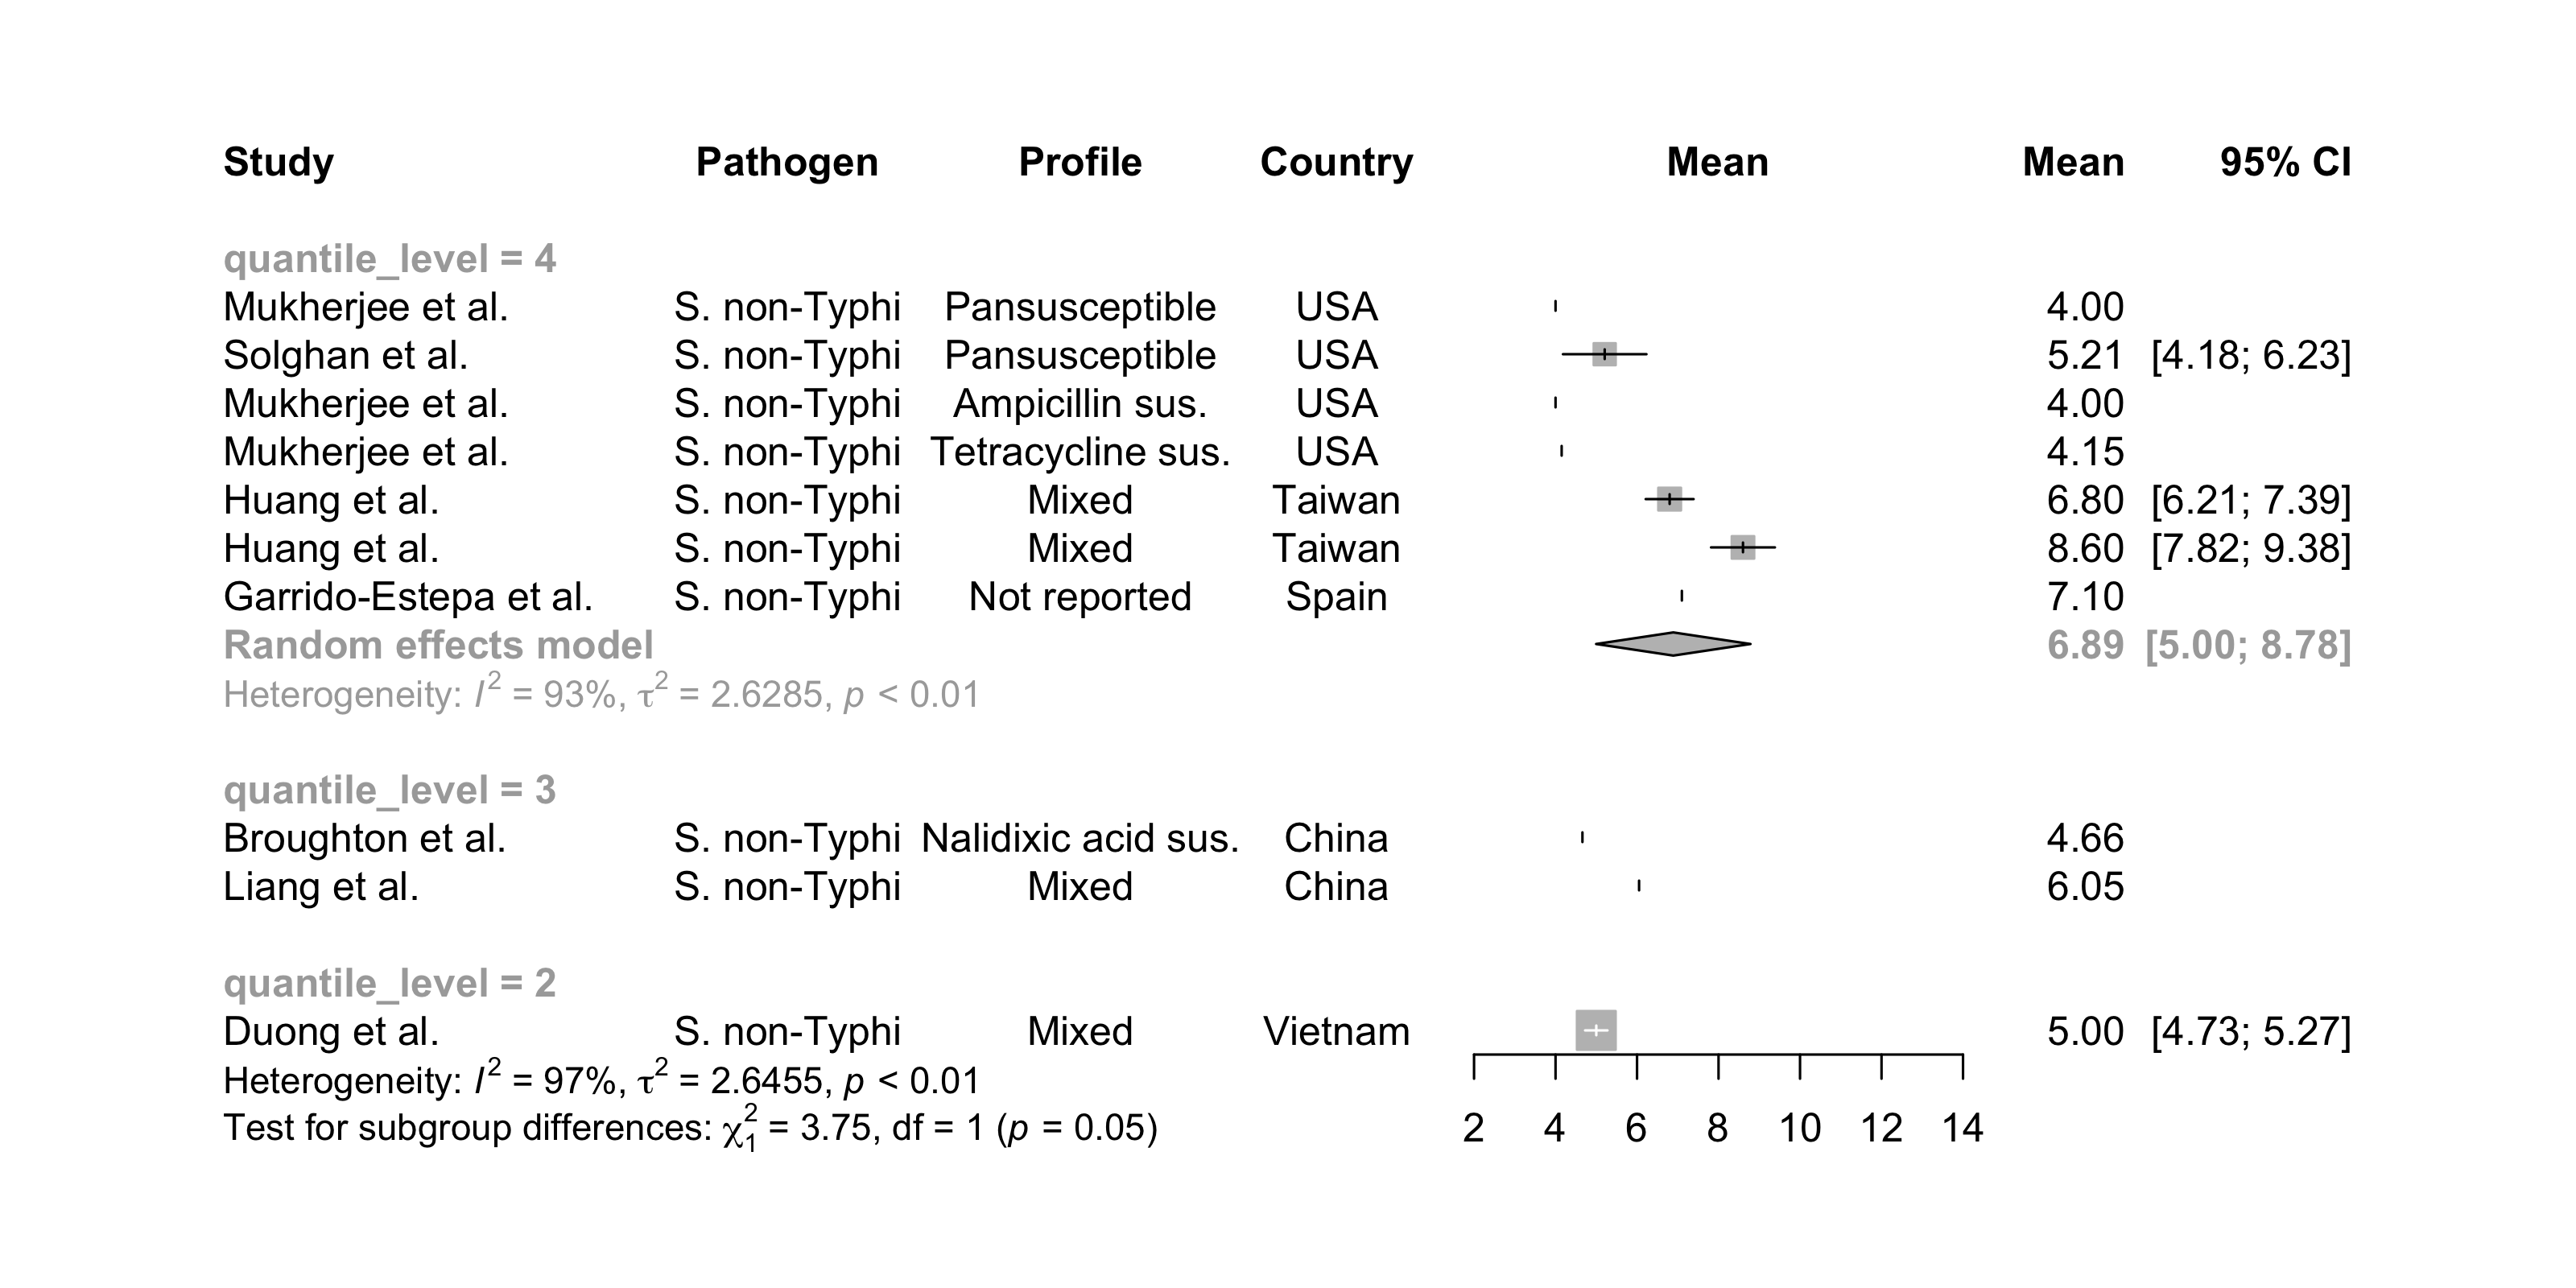 Study Pathogen Profile Country Mean Mean 95% CI
quantile_level = 4
Mukherjee et al. S. non-Typhi Pansusceptible USA 4.00
Solghan et al. S. non-Typhi Pansusceptible USA 5.21 [4.18; 6.23]
Mukherjee et al. S. non-Typhi Ampicillin sus. USA 4.00
Mukherjee et al. S. non-Typhi Tetracycline sus. USA 4.15
Huang et al. S. non-Typhi Mixed Taiwan 6.80 [6.21; 7.39]
Huang et al. S. non-Typhi Mixed Taiwan 8.60 [7.82; 9.38]
Garrido-Estepa et al. S. non-Typhi Not reported Spain 7.10
Random effects model 6.89 [5.00; 8.78]
Heterogeneity: I² = 93%, τ² = 2.6285, p < 0.01
quantile_level = 3
Broughton et al. S. non-Typhi Nalidixic acid sus. China 4.66
Liang et al. S. non-Typhi Mixed China 6.05
quantile_level = 2
Duong et al. S. non-Typhi Mixed Vietnam 5.00 [4.73; 5.27]
Heterogeneity: I² = 97%, τ² = 2.6455, p < 0.01
Test for subgroup differences: χ²₁ = 3.75, df = 1 (p = 0.05) 2 4 6 8 10 12 14